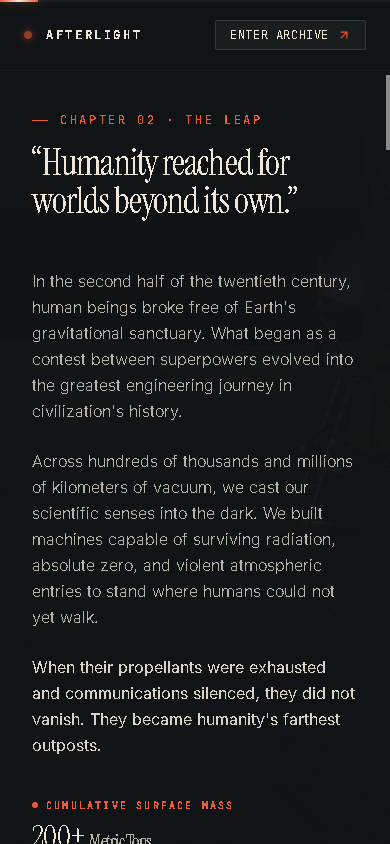 AFTERLIGHT
ENTER ARCHIVE
CHAPTER 02 · THE LEAP
“Humanity reached for
worlds beyond its own.”
In the second half of the twentieth century,
human beings broke free of Earth's
gravitational sanctuary. What began as a
contest between superpowers evolved into
the greatest engineering journey in
civilization's history.
Across hundreds of thousands and millions
of kilometers of vacuum, we cast our
scientific senses into the dark. We built
machines capable of surviving radiation,
absolute zero, and violent atmospheric
entries to stand where humans could not
yet walk.
When their propellants were exhausted
and communications silenced, they did not
vanish. They became humanity's farthest
outposts.
CUMULATIVE SURFACE MASS
200+ Metric Tons